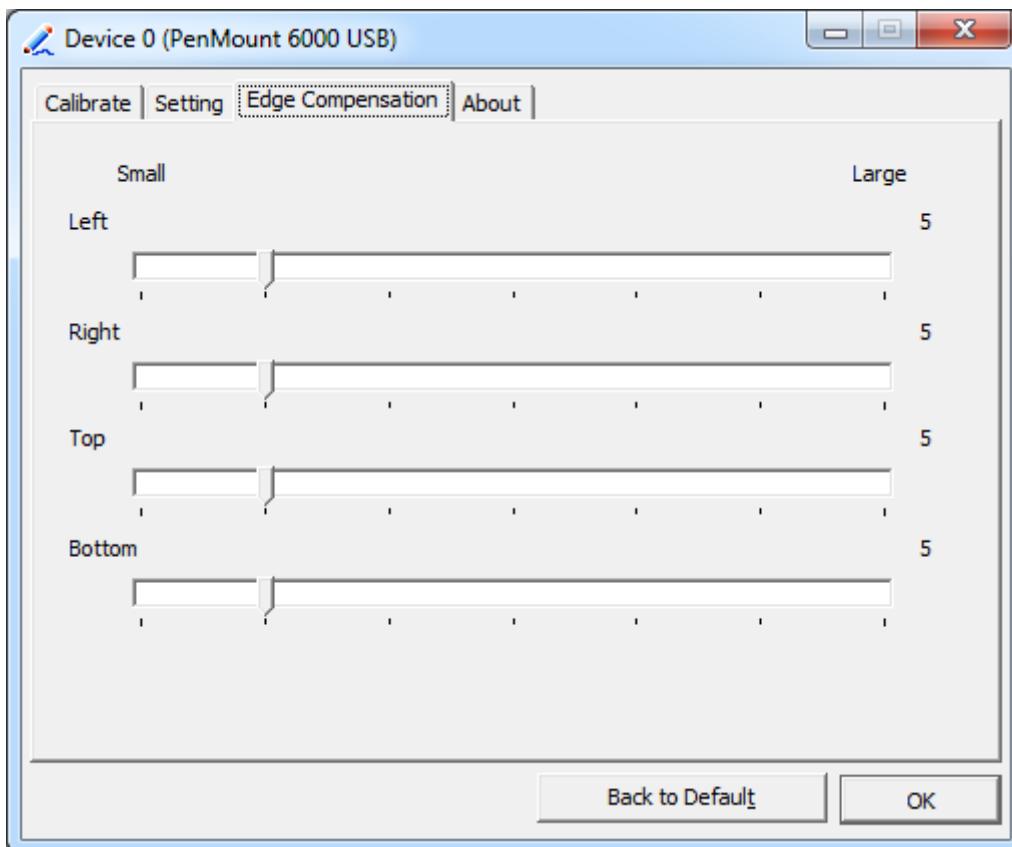 Device 0 (PenMount 6000 USB)
Calibrate Setting Edge Compensation About
Small Large
Left 5
Right 5
Top 5
Bottom 5
Back to Default OK